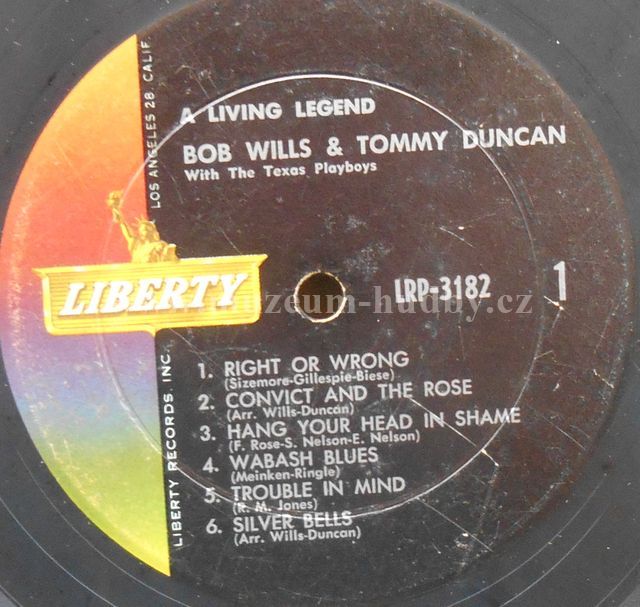 A LIVING LEGEND
BOB WILLS & TOMMY DUNCAN
With The Texas Playboys
LOS ANGELES 28, CALIF.
LIBERTY
LIBERTY RECORDS INC.
LRP-3182
1
muzeum-hudby.cz
1. RIGHT OR WRONG
(Sizemore-Gillespie-Biese)
2. CONVICT AND THE ROSE
(Arr. Wills-Duncan)
3. HANG YOUR HEAD IN SHAME
(F. Rose-S. Nelson-E. Nelson)
4. WABASH BLUES
(Meinken-Ringle)
5. TROUBLE IN MIND
(R. M. Jones)
6. SILVER BELLS
(Arr. Wills-Duncan)